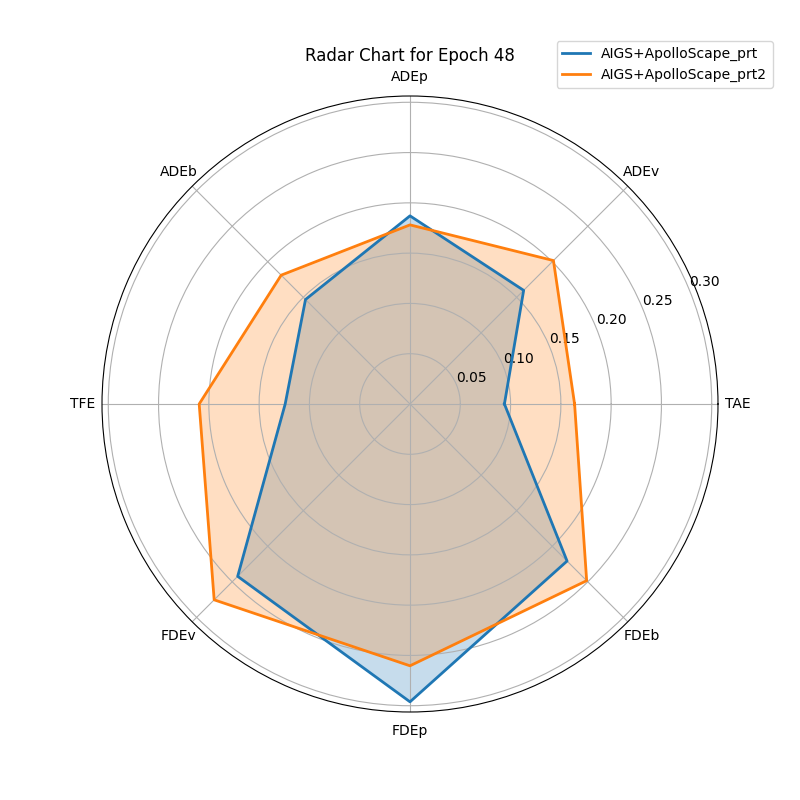 Radar Chart for Epoch 48
AIGS+ApolloScape_prt
AIGS+ApolloScape_prt2
ADEp
ADEb
ADEv
0.30
0.25
0.20
0.15
0.10
0.05
TFE
TAE
FDEv
FDEb
FDEp